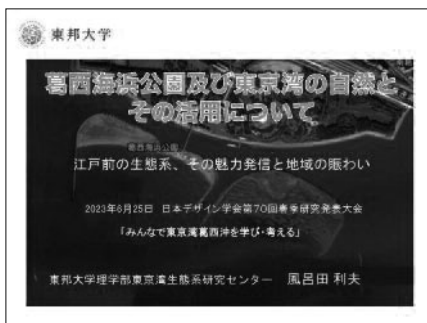 東邦大学
葛西海浜公園及び東京湾の自然と
その活用について
葛西海浜公園
江戸前の生態系、その魅力発信と地域の賑わい
2023年6月25日 日本デザイン学会第70回春季研究発表大会
「みんなで東京湾葛西沖を学び・考える」
東邦大学理学部東京湾生態系研究センター 風呂田 利夫